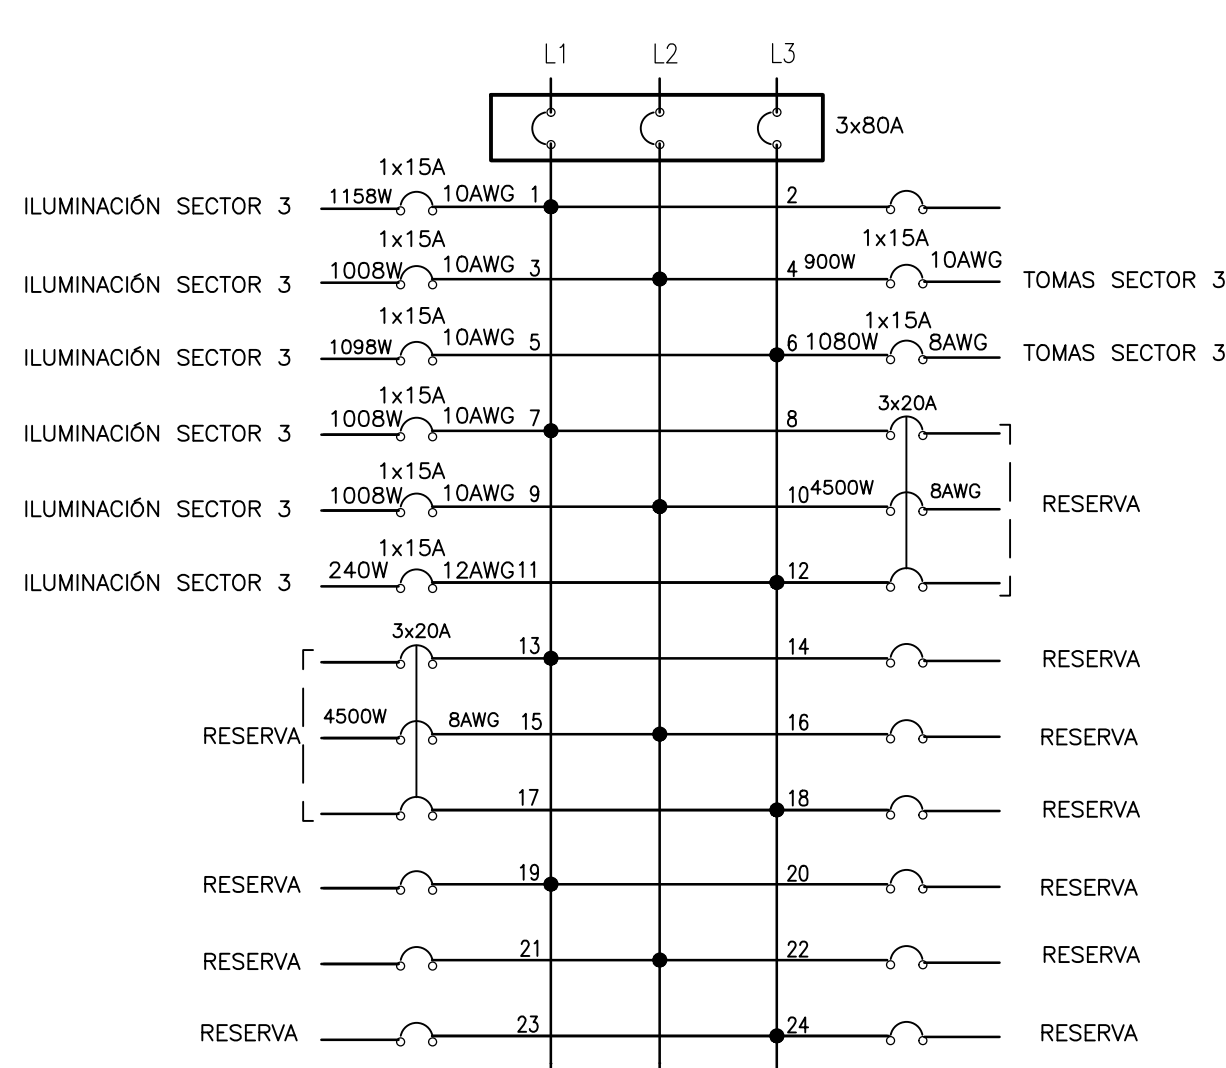 L1 L2 L3
3x80A
1x15A
ILUMINACIÓN SECTOR 3 1158W 10AWG 1 2
1x15A 1x15A
ILUMINACIÓN SECTOR 3 1008W 10AWG 3 4 900W 10AWG TOMAS SECTOR 3
1x15A 1x15A
ILUMINACIÓN SECTOR 3 1098W 10AWG 5 6 1080W 8AWG TOMAS SECTOR 3
1x15A 3x20A
ILUMINACIÓN SECTOR 3 1008W 10AWG 7 8
1x15A
ILUMINACIÓN SECTOR 3 1008W 10AWG 9 10 4500W 8AWG RESERVA
1x15A
ILUMINACIÓN SECTOR 3 240W 12AWG 11 12
3x20A
13 14 RESERVA
RESERVA 4500W 8AWG 15 16 RESERVA
17 18 RESERVA
RESERVA 19 20 RESERVA
RESERVA 21 22 RESERVA
RESERVA 23 24 RESERVA